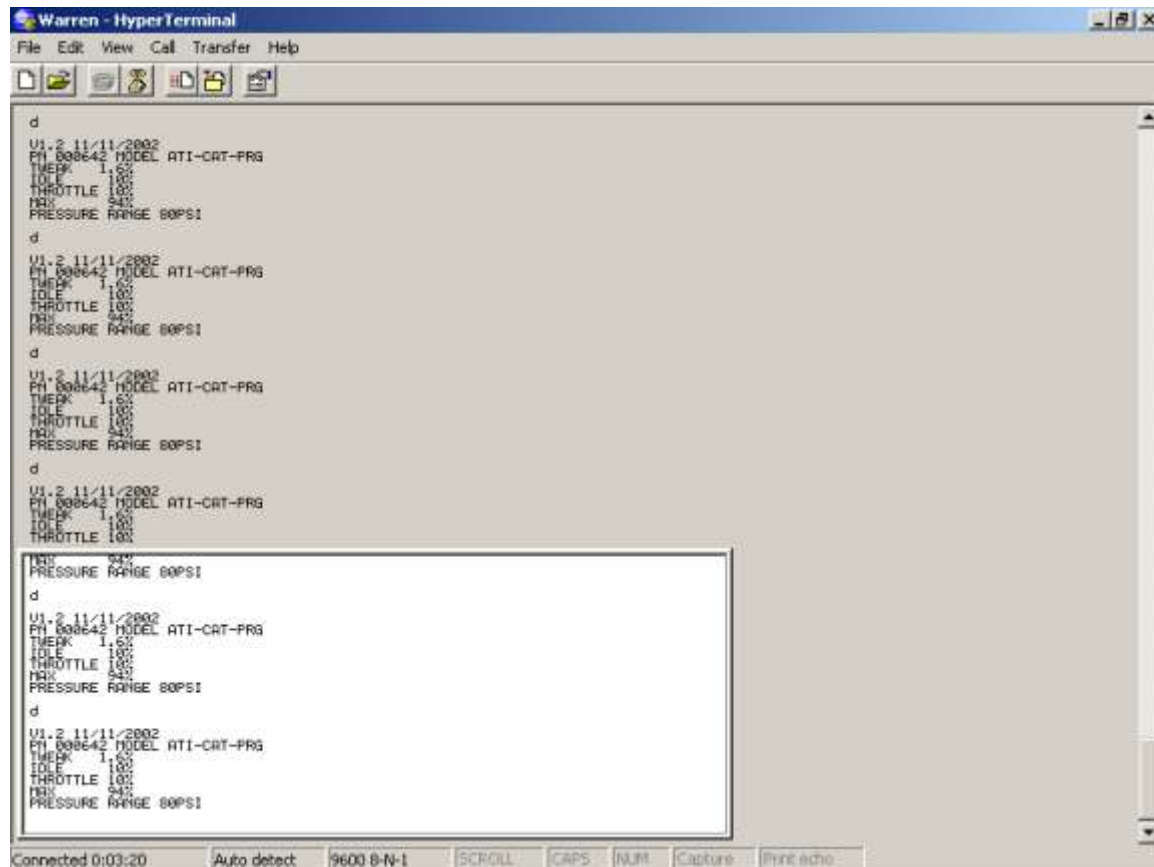 Warren - HyperTerminal
File Edit View Call Transfer Help
d
V1.2 11/11/2002
PN 000642 MODEL ATI-CAT-PRG
TWEAK 1.6%
IDLE 10%
THROTTLE 10%
MAX 94%
PRESSURE RANGE 80PSI
d
V1.2 11/11/2002
PN 000642 MODEL ATI-CAT-PRG
TWEAK 1.6%
IDLE 10%
THROTTLE 10%
MAX 94%
PRESSURE RANGE 80PSI
d
V1.2 11/11/2002
PN 000642 MODEL ATI-CAT-PRG
TWEAK 1.6%
IDLE 10%
THROTTLE 10%
MAX 94%
PRESSURE RANGE 80PSI
d
V1.2 11/11/2002
PN 000642 MODEL ATI-CAT-PRG
TWEAK 1.6%
IDLE 10%
THROTTLE 10%
MAX 94%
PRESSURE RANGE 80PSI
d
V1.2 11/11/2002
PN 000642 MODEL ATI-CAT-PRG
TWEAK 1.6%
IDLE 10%
THROTTLE 10%
MAX 94%
PRESSURE RANGE 80PSI
d
V1.2 11/11/2002
PN 000642 MODEL ATI-CAT-PRG
TWEAK 1.6%
IDLE 10%
THROTTLE 10%
MAX 94%
PRESSURE RANGE 80PSI
Connected 0:03:20 Auto detect 9600 8-N-1 SCROLL CAPS NUM Capture Print echo